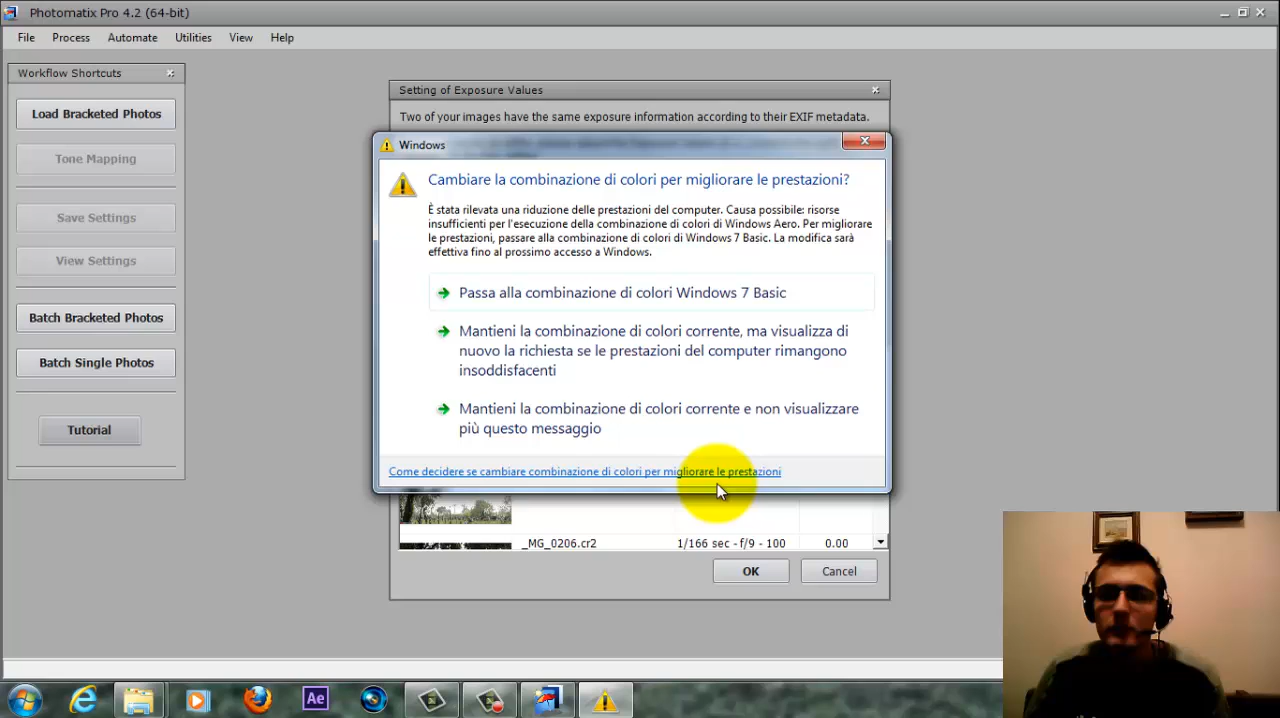 Photomatix Pro 4.2 (64-bit)
File Process Automate Utilities View Help
Workflow Shortcuts
Load Bracketed Photos
Tone Mapping
Save Settings
View Settings
Batch Bracketed Photos
Batch Single Photos
Tutorial
Setting of Exposure Values
Two of your images have the same exposure information according to their EXIF metadata.
Windows
Cambiare la combinazione di colori per migliorare le prestazioni?
È stata rilevata una riduzione delle prestazioni del computer. Causa possibile: risorse
insufficienti per l'esecuzione della combinazione di colori di Windows Aero. Per migliorare
le prestazioni, passare alla combinazione di colori di Windows 7 Basic. La modifica sarà
effettiva fino al prossimo accesso a Windows.
Passa alla combinazione di colori Windows 7 Basic
Mantieni la combinazione di colori corrente, ma visualizza di
nuovo la richiesta se le prestazioni del computer rimangono
insoddisfacenti
Mantieni la combinazione di colori corrente e non visualizzare
più questo messaggio
Come decidere se cambiare combinazione di colori per migliorare le prestazioni
_MG_0206.cr2 1/166 sec - f/9 - 100 0.00
OK Cancel
Ae